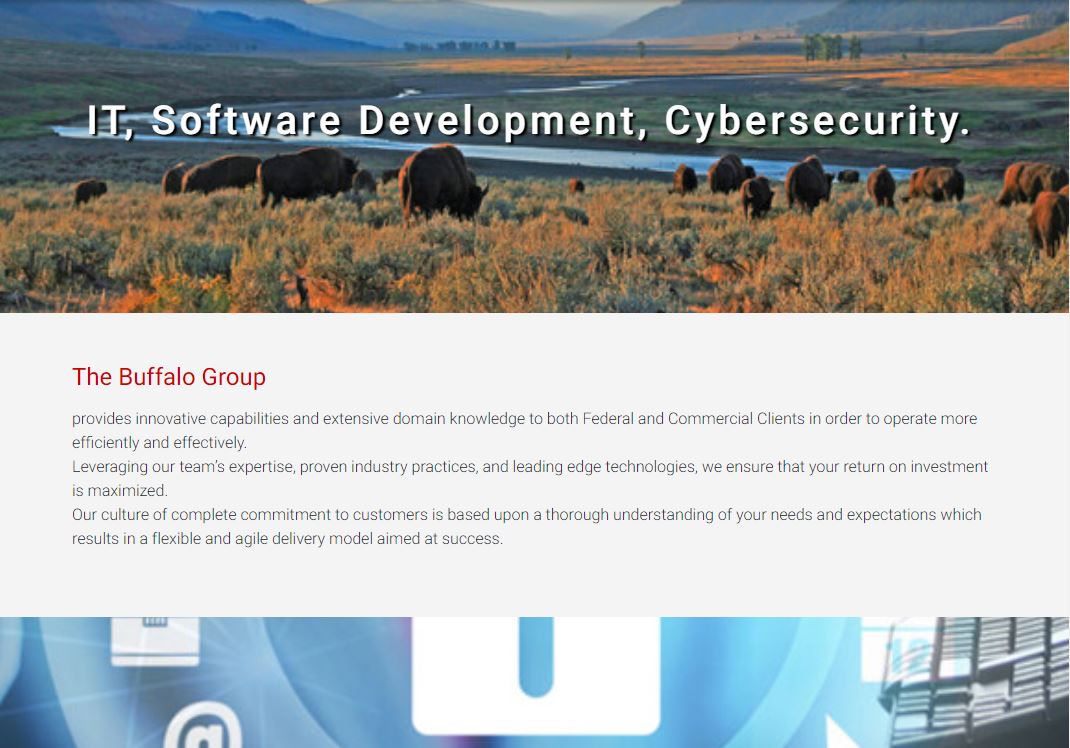 IT, Software Development, Cybersecurity.
The Buffalo Group
provides innovative capabilities and extensive domain knowledge to both Federal and Commercial Clients in order to operate more
efficiently and effectively.
Leveraging our team's expertise, proven industry practices, and leading edge technologies, we ensure that your return on investment
is maximized.
Our culture of complete commitment to customers is based upon a thorough understanding of your needs and expectations which
results in a flexible and agile delivery model aimed at success.
12
@